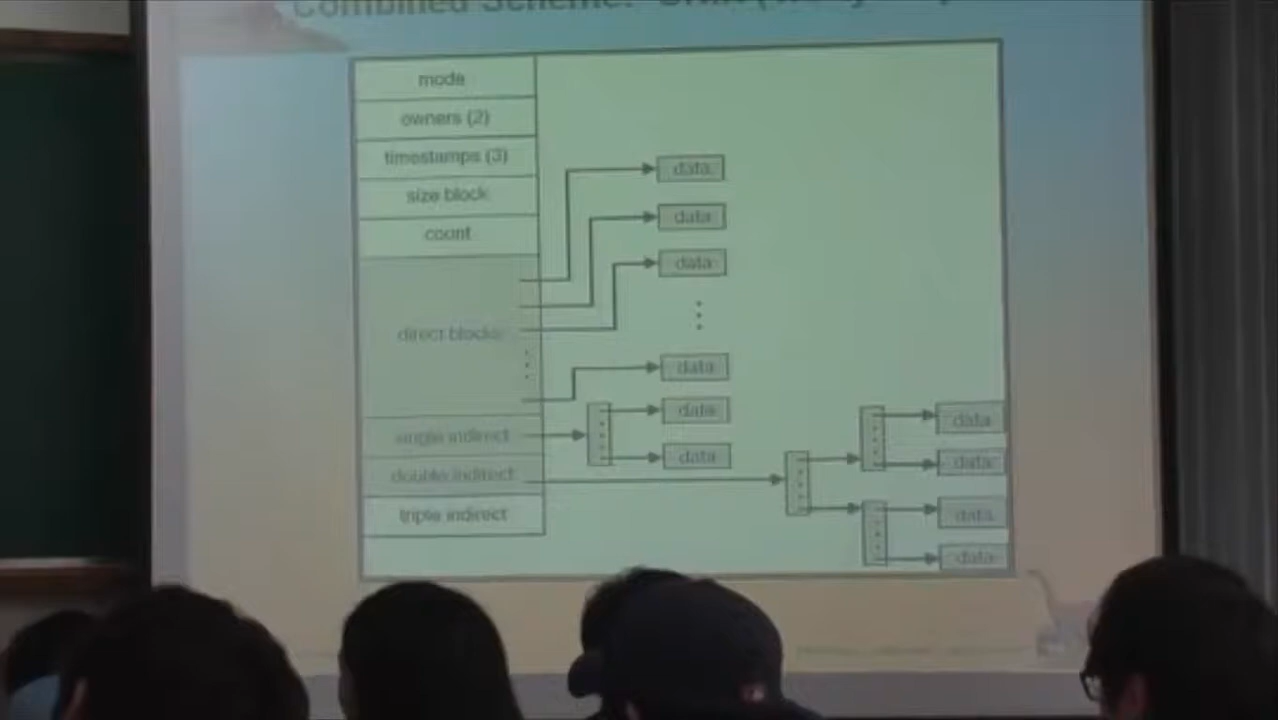 Combined Scheme:
mode
owners (2)
timestamps (3)
size block
count
direct blocks
single indirect
double indirect
triple indirect
data
data
data
data
data
data
data
data
data
data